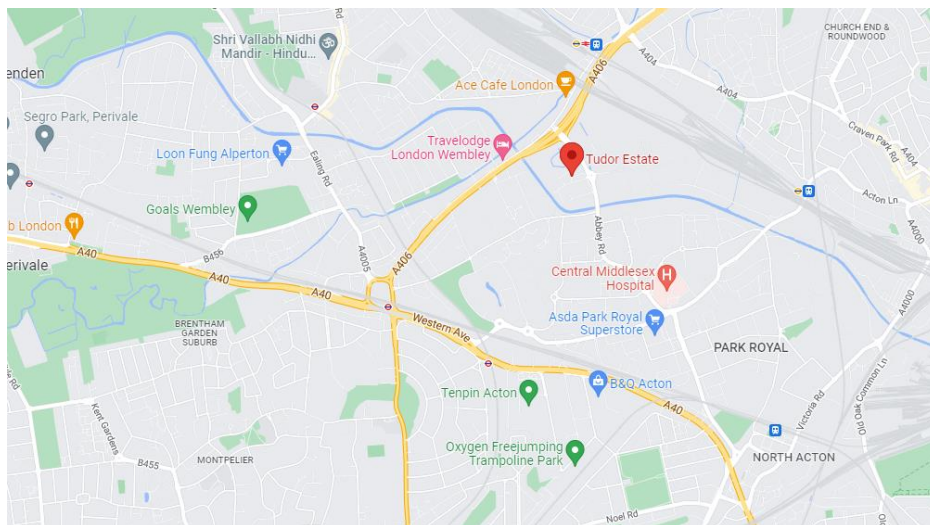 Shri Vallabh Nidhi
Mandir - Hindu...
A406
A404
CHURCH END &
ROUNDWOOD
enden
Ace Cafe London
A404
Segro Park, Perivale
Travelodge
London Wembley
Craven Park Rd
A404
Loon Fung Alperton
Ealing Rd
Tudor Estate
Acton Ln
Goals Wembley
Abbey Rd
A4000
b London
A40
B456
A4005
A406
erivale
A40
A40
Central Middlesex
Hospital
A4000
Western Ave
Asda Park Royal
Superstore
BRENTHAM
GARDEN
SUBURB
PARK ROYAL
B&Q Acton
Tenpin Acton
A40
Kent Gardens
Victoria Rd
Old Oak Common Ln
Oxygen Freejumping
Trampoline Park
MONTPELIER
B455
NORTH ACTON
Noel Rd